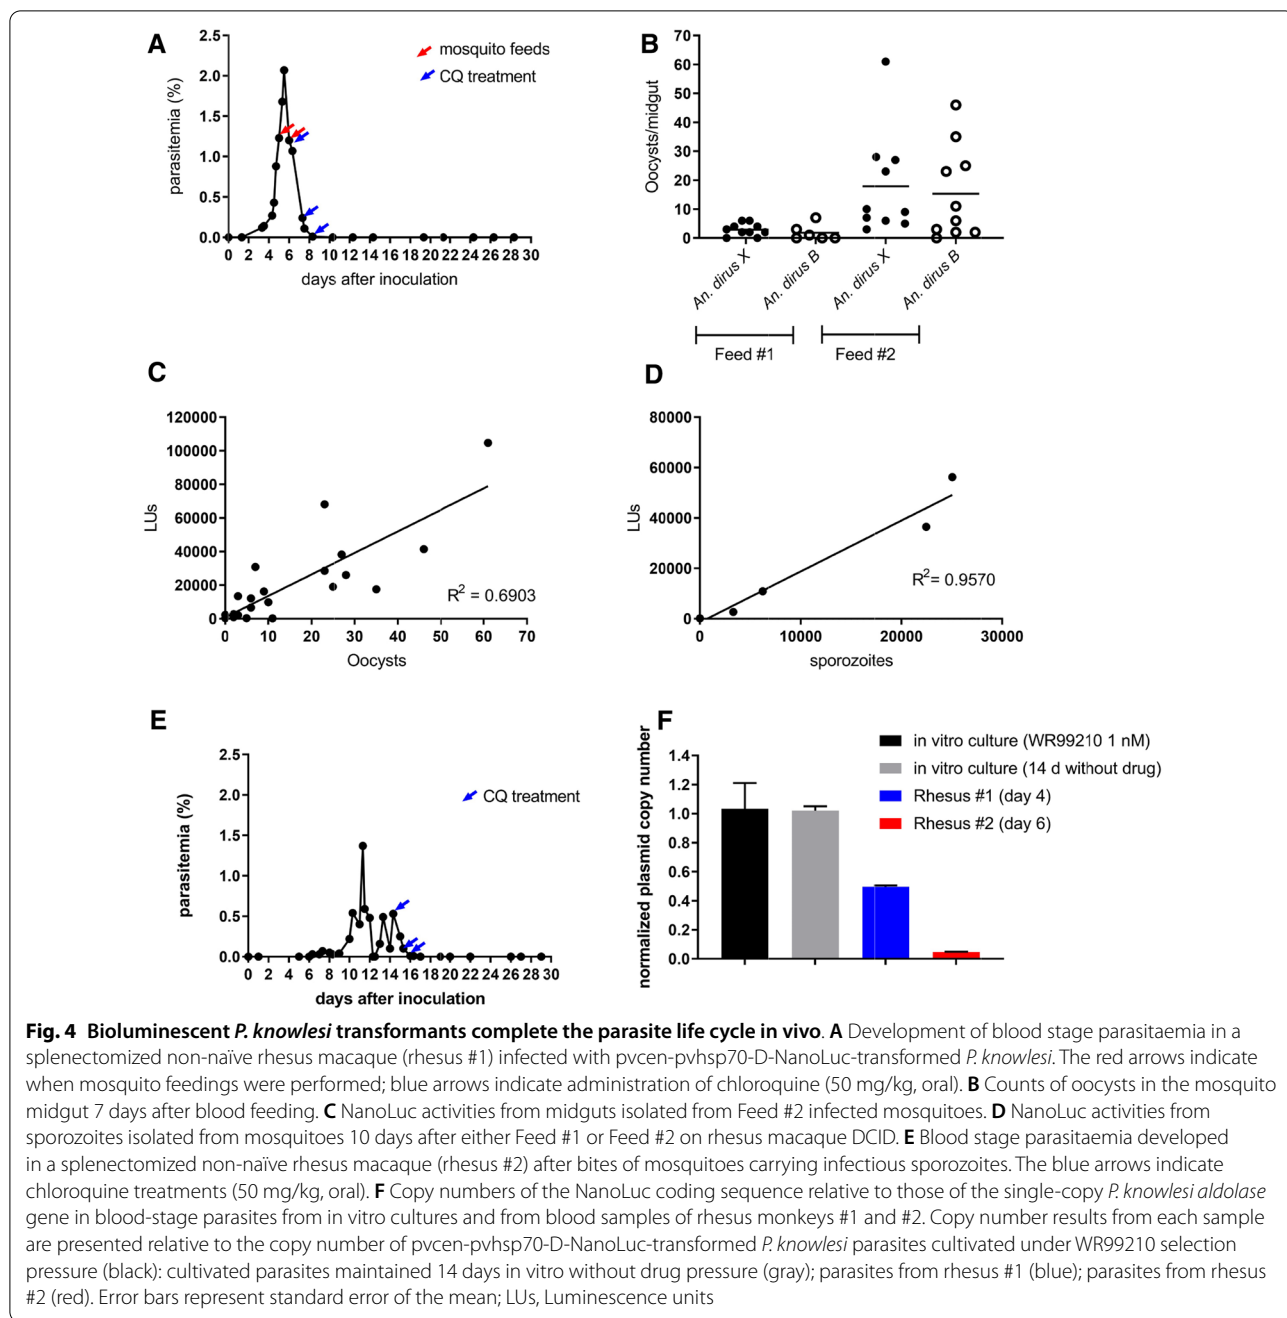 A
2.5
2.0
1.5
1.0
0.5
0.0
parasitemia (%)
mosquito feeds
CQ treatment
0 2 4 6 8 10 12 14 16 18 20 22 24 26 28 30
days after inoculation
B
70
60
50
40
30
20
10
0
Oocysts/midgut
An. dirus X
An. dirus B
An. dirus X
An. dirus B
Feed #1
Feed #2
C
120000
100000
80000
60000
40000
20000
0
LUs
R² = 0.6903
0 10 20 30 40 50 60 70
Oocysts
D
80000
60000
40000
20000
0
LUs
R²= 0.9570
0 10000 20000 30000
sporozoites
E
2.5
2.0
1.5
1.0
0.5
0.0
parasitemia (%)
CQ treatment
0 2 4 6 8 10 12 14 16 18 20 22 24 26 28 30
days after inoculation
F
1.4
1.2
1.0
0.8
0.6
0.4
0.2
0.0
normalized plasmid copy number
in vitro culture (WR99210 1 nM)
in vitro culture (14 d without drug)
Rhesus #1 (day 4)
Rhesus #2 (day 6)
Fig. 4 Bioluminescent P. knowlesi transformants complete the parasite life cycle in vivo. A Development of blood stage parasitaemia in a
splenectomized non-naïve rhesus macaque (rhesus #1) infected with pvcen-pvhsp70-D-NanoLuc-transformed P. knowlesi. The red arrows indicate
when mosquito feedings were performed; blue arrows indicate administration of chloroquine (50 mg/kg, oral). B Counts of oocysts in the mosquito
midgut 7 days after blood feeding. C NanoLuc activities from midguts isolated from Feed #2 infected mosquitoes. D NanoLuc activities from
sporozoites isolated from mosquitoes 10 days after either Feed #1 or Feed #2 on rhesus macaque DCID. E Blood stage parasitaemia developed
in a splenectomized non-naïve rhesus macaque (rhesus #2) after bites of mosquitoes carrying infectious sporozoites. The blue arrows indicate
chloroquine treatments (50 mg/kg, oral). F Copy numbers of the NanoLuc coding sequence relative to those of the single-copy P. knowlesi aldolase
gene in blood-stage parasites from in vitro cultures and from blood samples of rhesus monkeys #1 and #2. Copy number results from each sample
are presented relative to the copy number of pvcen-pvhsp70-D-NanoLuc-transformed P. knowlesi parasites cultivated under WR99210 selection
pressure (black): cultivated parasites maintained 14 days in vitro without drug pressure (gray); parasites from rhesus #1 (blue); parasites from rhesus
#2 (red). Error bars represent standard error of the mean; LUs, Luminescence units